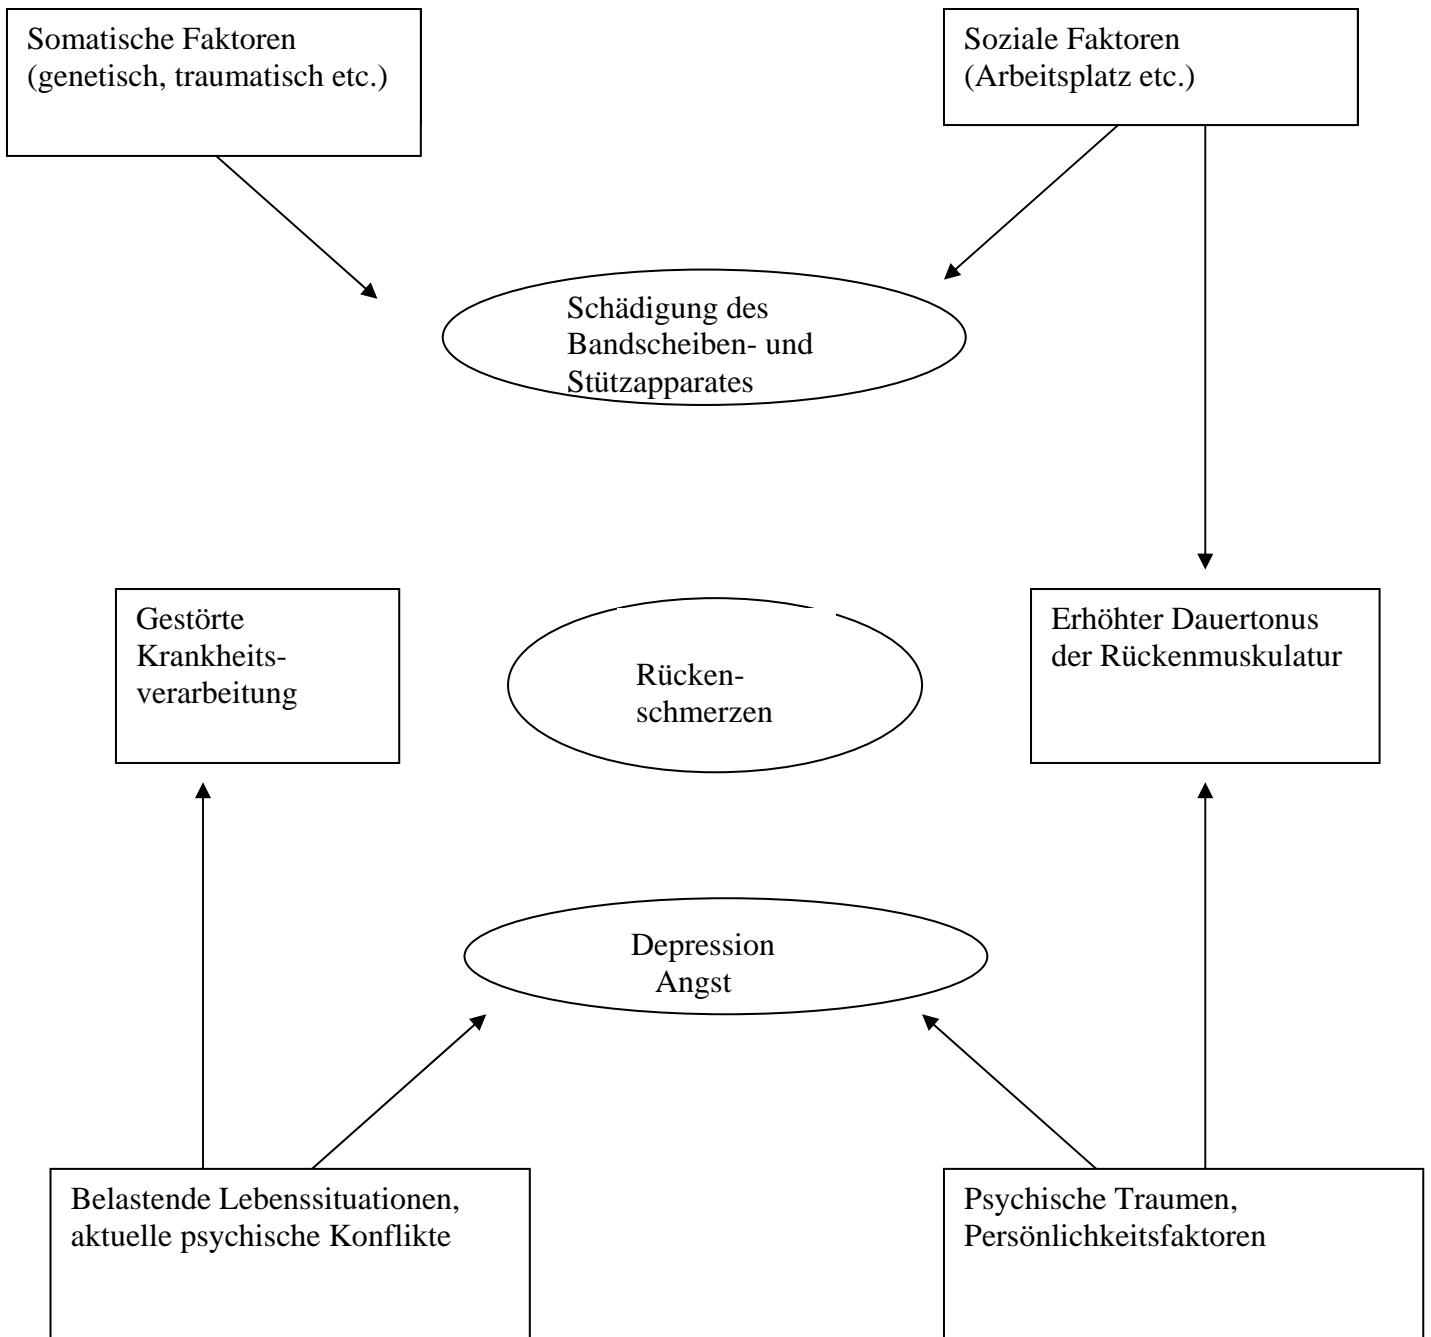 Somatische Faktoren
(genetisch, traumatisch etc.)
Soziale Faktoren
(Arbeitsplatz etc.)
Schädigung des
Bandscheiben- und
Stützapparates
Gestörte
Krankheits-
verarbeitung
Rücken-
schmerzen
Erhöhter Dauertonus
der Rückenmuskulatur
Depression
Angst
Belastende Lebenssituationen,
aktuelle psychische Konflikte
Psychische Traumen,
Persönlichkeitsfaktoren